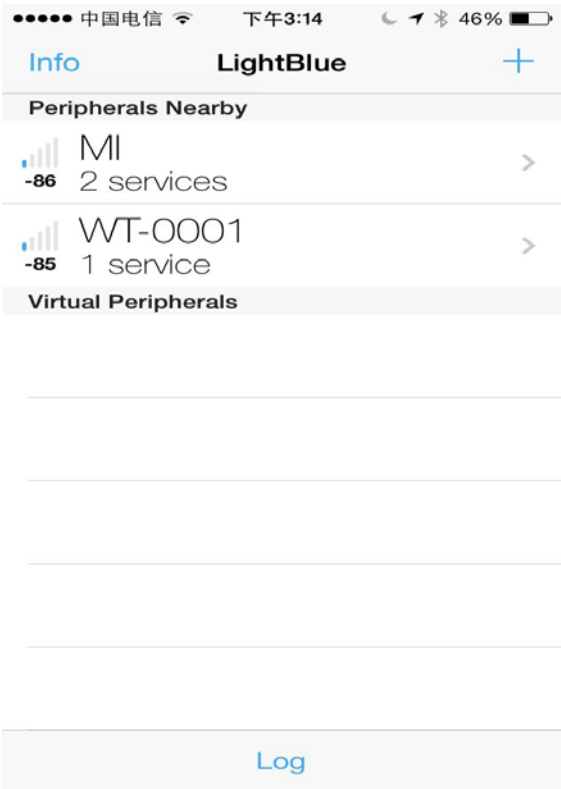 中国电信 下午3:14 46%
Info LightBlue +
Peripherals Nearby
MI
-86 2 services
WT-0001
-85 1 service
Virtual Peripherals
Log